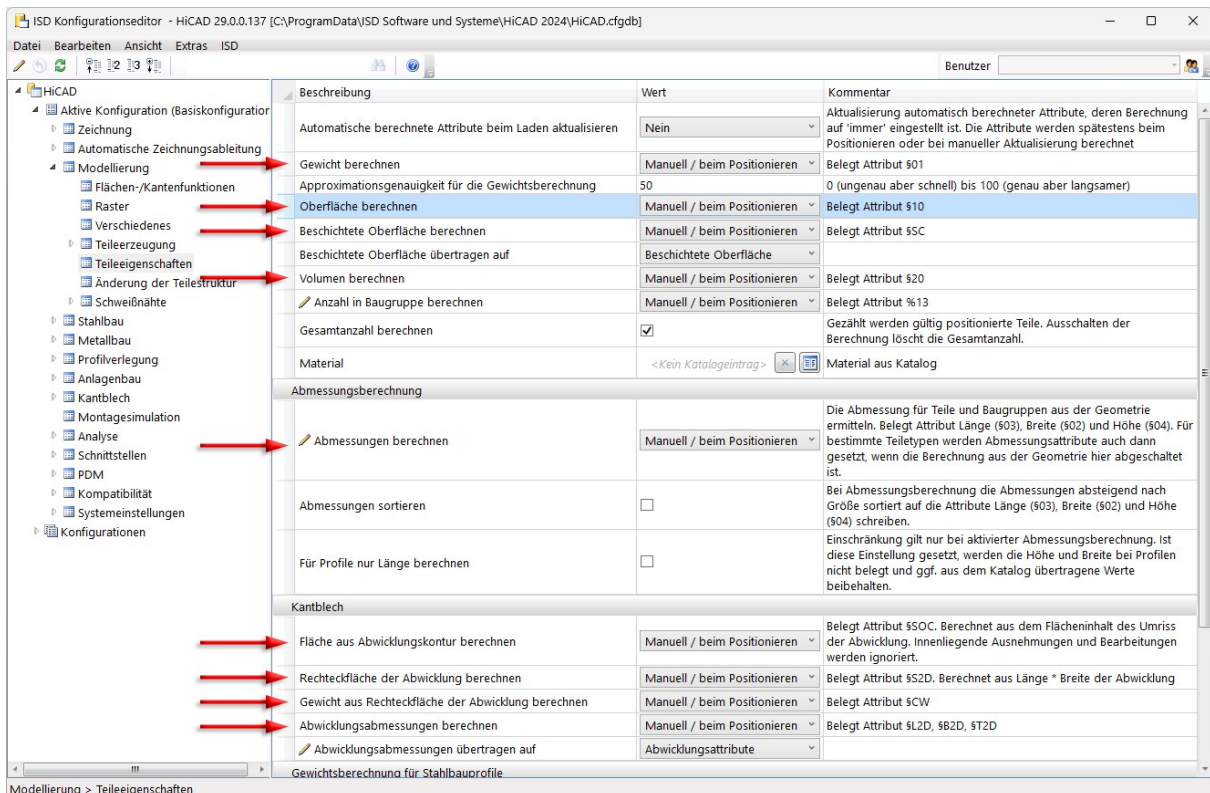 ISD Konfigurationseditor - HiCAD 29.0.0.137 [C:\ProgramData\ISD Software und Systeme\HiCAD 2024\HiCAD.cfgdb]
Datei Bearbeiten Ansicht Extras ISD
Benutzer
HiCAD
Aktive Konfiguration (Basiskonfiguration
Zeichnung
Automatische Zeichnungsableitung
Modellierung
Flächen-/Kantenfunktionen
Raster
Verschiedenes
Teileerzeugung
Teileeigenschaften
Änderung der Teilestruktur
Schweißnähte
Stahlbau
Metallbau
Profilverlegung
Anlagenbau
Kantblech
Montagesimulation
Analyse
Schnittstellen
PDM
Kompatibilität
Systemeinstellungen
Konfigurationen
Beschreibung Wert Kommentar
Automatische berechnete Attribute beim Laden aktualisieren Nein Aktualisierung automatisch berechneter Attribute, deren Berechnung
auf 'immer' eingestellt ist. Die Attribute werden spätestens beim
Positionieren oder bei manueller Aktualisierung berechnet
Gewicht berechnen Manuell / beim Positionieren Belegt Attribut §01
Approximationsgenauigkeit für die Gewichtsberechnung 50 0 (ungenau aber schnell) bis 100 (genau aber langsamer)
Oberfläche berechnen Manuell / beim Positionieren Belegt Attribut §10
Beschichtete Oberfläche berechnen Manuell / beim Positionieren Belegt Attribut §SC
Beschichtete Oberfläche übertragen auf Beschichtete Oberfläche
Volumen berechnen Manuell / beim Positionieren Belegt Attribut §20
Anzahl in Baugruppe berechnen Manuell / beim Positionieren Belegt Attribut %13
Gesamtanzahl berechnen Gezählt werden gültig positionierte Teile. Ausschalten der
Berechnung löscht die Gesamtanzahl.
Material <Kein Katalogeintrag> Material aus Katalog
Abmessungsberechnung
Abmessungen berechnen Manuell / beim Positionieren Die Abmessung für Teile und Baugruppen aus der Geometrie
ermitteln. Belegt Attribut Länge (§03), Breite (§02) und Höhe (§04). Für
bestimmte Teiletypen werden Abmessungsattribute auch dann
gesetzt, wenn die Berechnung aus der Geometrie hier abgeschaltet
ist.
Abmessungen sortieren Bei Abmessungsberechnung die Abmessungen absteigend nach
Größe sortiert auf die Attribute Länge (§03), Breite (§02) und Höhe
(§04) schreiben.
Für Profile nur Länge berechnen Einschränkung gilt nur bei aktivierter Abmessungsberechnung. Ist
diese Einstellung gesetzt, werden die Höhe und Breite bei Profilen
nicht belegt und ggf. aus dem Katalog übertragene Werte
beibehalten.
Kantblech
Fläche aus Abwicklungskontur berechnen Manuell / beim Positionieren Belegt Attribut §SOC. Berechnet aus dem Flächeninhalt des Umriss
der Abwicklung. Innenliegende Ausnehmungen und Bearbeitungen
werden ignoriert.
Rechteckfläche der Abwicklung berechnen Manuell / beim Positionieren Belegt Attribut §S2D. Berechnet aus Länge * Breite der Abwicklung
Gewicht aus Rechteckfläche der Abwicklung berechnen Manuell / beim Positionieren Belegt Attribut §CW
Abwicklungsabmessungen berechnen Manuell / beim Positionieren Belegt Attribut §L2D, §B2D, §T2D
Abwicklungsabmessungen übertragen auf Abwicklungsattribute
Gewichtsberechnung für Stahlbauprofile
Modellierung > Teileeigenschaften